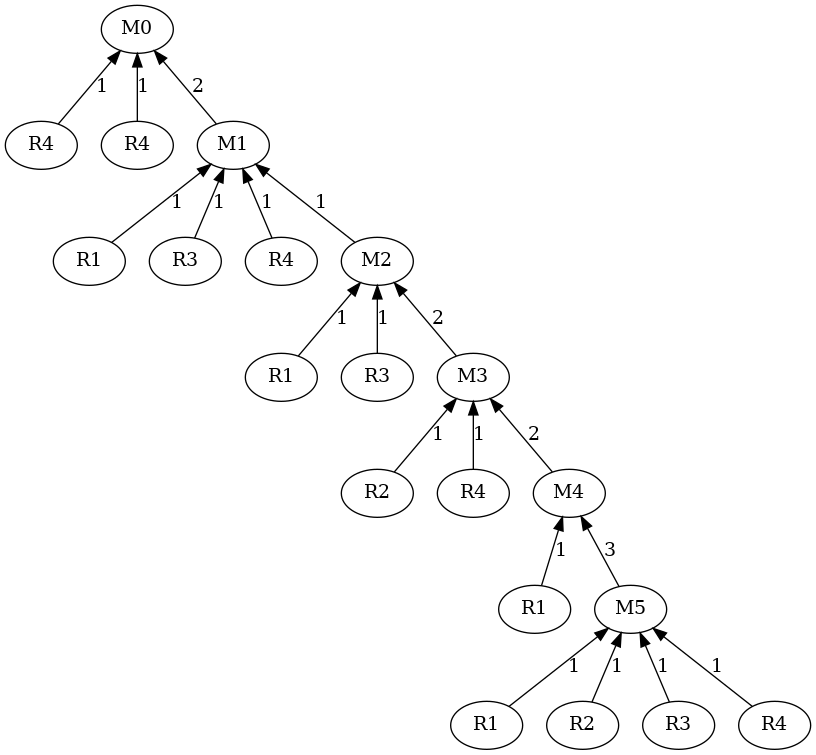 M0
1 1 2
R4 R4 M1
1 1 1 1
R1 R3 R4 M2
1 1 2
R1 R3 M3
1 1 2
R2 R4 M4
1 3
R1 M5
1 1 1 1
R1 R2 R3 R4